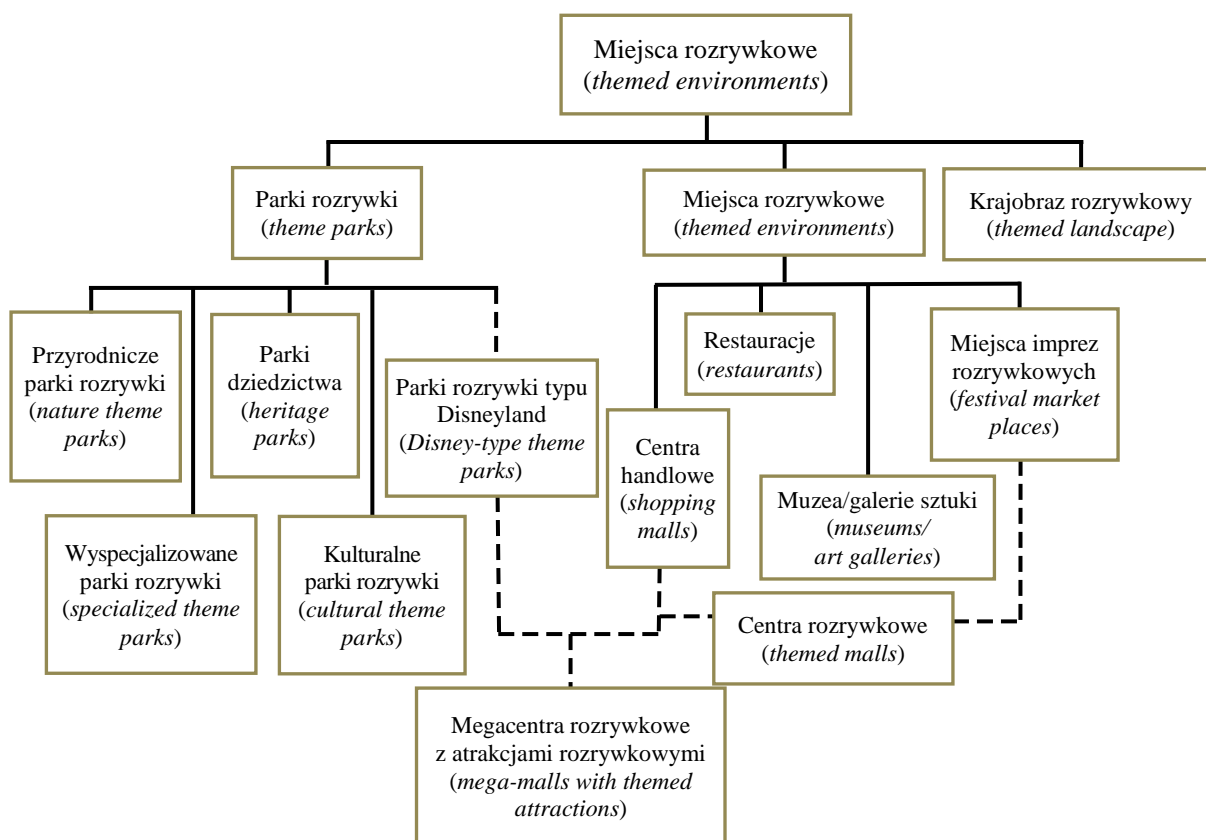 Miejsca rozrywkowe
(themed environments)
Parki rozrywki
(theme parks)
Miejsca rozrywkowe
(themed environments)
Krajobraz rozrywkowy
(themed landscape)
Przyrodnicze
parki rozrywki
(nature theme
parks)
Parki
dziedzictwa
(heritage
parks)
Parki rozrywki typu
Disneyland
(Disney-type theme
parks)
Restauracje
(restaurants)
Miejsca imprez
rozrywkowych
(festival market
places)
Centra
handlowe
(shopping
malls)
Muzea/galerie sztuki
(museums/
art galleries)
Wyspecjalizowane
parki rozrywki
(specialized theme
parks)
Kulturalne
parki rozrywki
(cultural theme
parks)
Centra rozrywkowe
(themed malls)
Megacentra rozrywkowe
z atrakcjami rozrywkowymi
(mega-malls with themed
attractions)